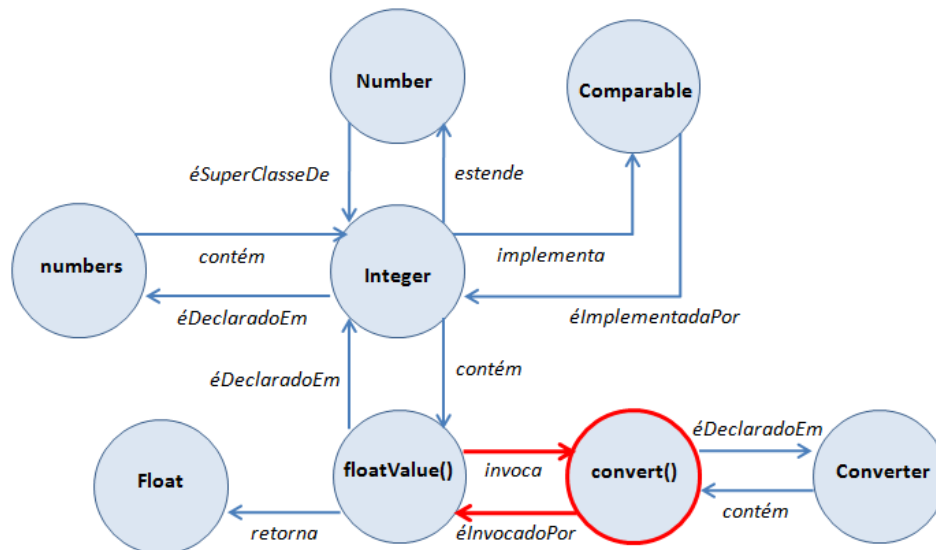 Number
Comparable
éSuperClasseDe
estende
numbers
contém
Integer
implementa
éDeclaradoEm
éImplementadaPor
éDeclaradoEm
contém
Float
floatValue()
invoca
convert()
éDeclaradoEm
Converter
retorna
éInvocadoPor
contém